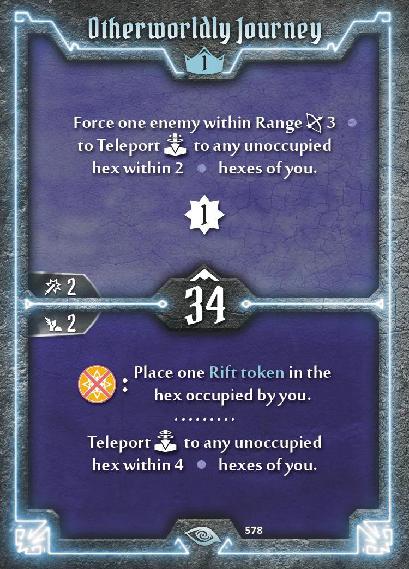 Otherworldly Journey
1
Force one enemy within Range 3
to Teleport to any unoccupied
hex within 2 hexes of you.
1
2
34
2
: Place one Rift token in the
hex occupied by you.
.........
Teleport to any unoccupied
hex within 4 hexes of you.
578